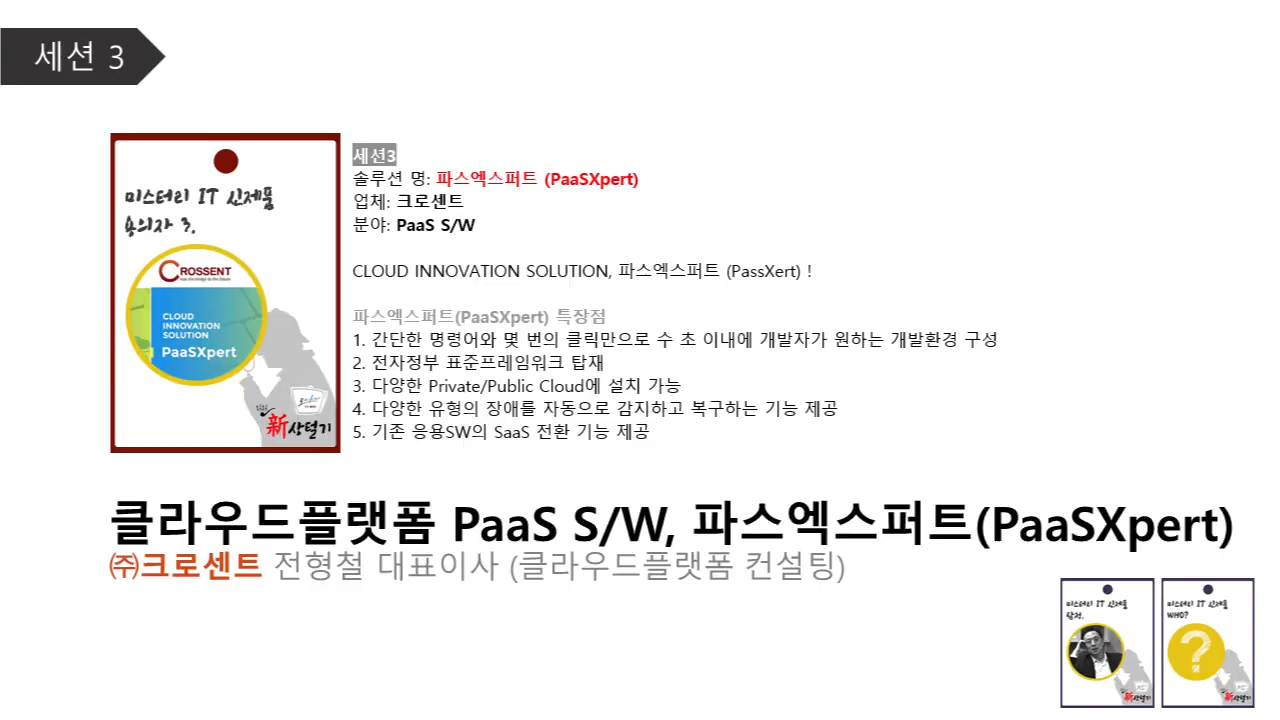 세션 3
미스터리 IT 신제품
용의자 3.
CROSSENT
CLOUD
INNOVATION
SOLUTION
PaaSXpert
新상털기
세션3
솔루션 명: 파스엑스퍼트 (PaaSXpert)
업체: 크로센트
분야: PaaS S/W
CLOUD INNOVATION SOLUTION, 파스엑스퍼트 (PassXert) !
파스엑스퍼트(PaaSXpert) 특장점
1. 간단한 명령어와 몇 번의 클릭만으로 수 초 이내에 개발자가 원하는 개발환경 구성
2. 전자정부 표준프레임워크 탑재
3. 다양한 Private/Public Cloud에 설치 가능
4. 다양한 유형의 장애를 자동으로 감지하고 복구하는 기능 제공
5. 기존 응용SW의 SaaS 전환 기능 제공
클라우드플랫폼 PaaS S/W, 파스엑스퍼트(PaaSXpert)
㈜크로센트 전형철 대표이사 (클라우드플랫폼 컨설팅)
미스터리 IT 신제품
탐정.
新상털기
미스터리 IT 신제품
WHO?
?
新상털기